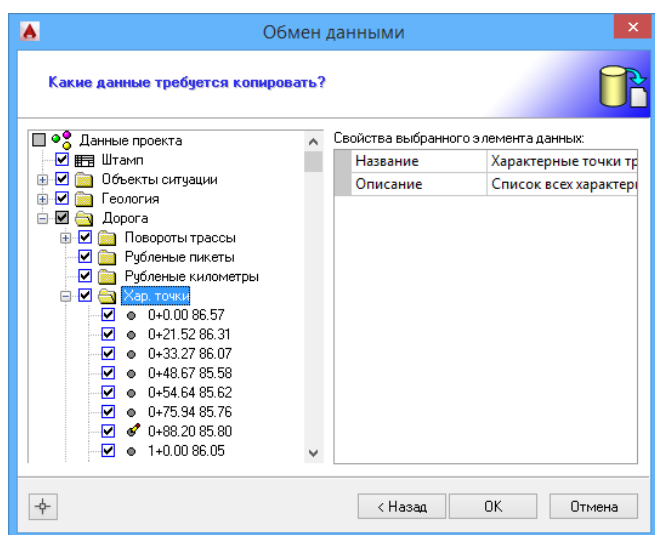 Обмен данными
Какие данные требуется копировать?
Данные проекта
Штамп
Объекты ситуации
Геология
Дорога
Повороты трассы
Рубленые пикеты
Рубленые километры
Хар. точки
0+0.00 86.57
0+21.52 86.31
0+33.27 86.07
0+48.67 85.58
0+54.64 85.62
0+75.94 85.76
0+88.20 85.80
1+0.00 86.05
Свойства выбранного элемента данных:
Название Характерные точки тр
Описание Список всех характер
< Назад OK Отмена